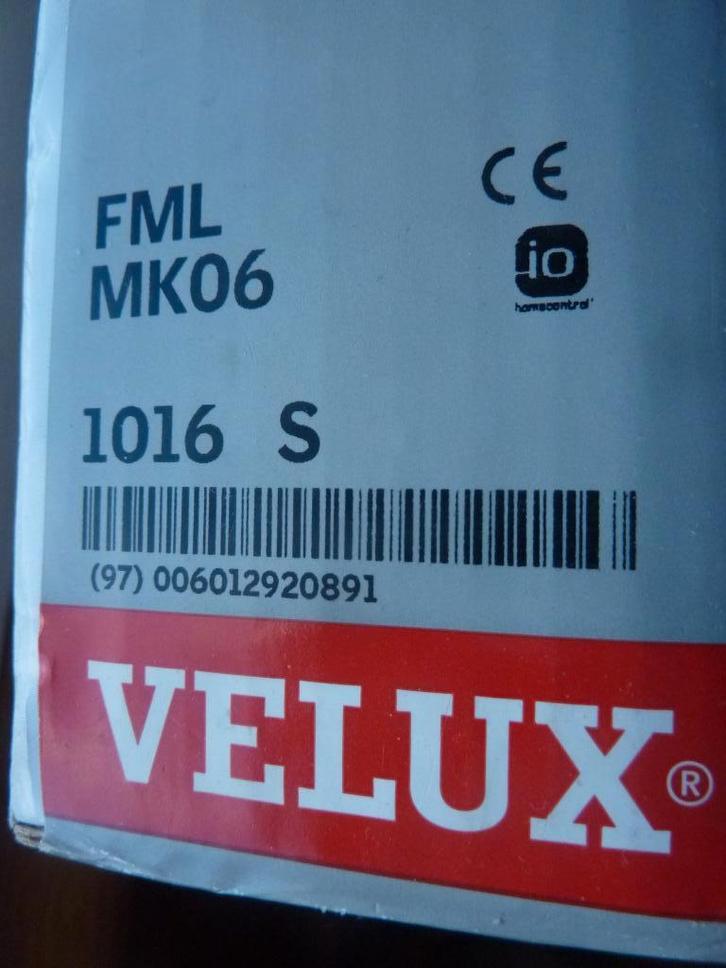 CE
FML
MK06
io
homecontrol®
1016 S
(97) 006012920891
VELUX®